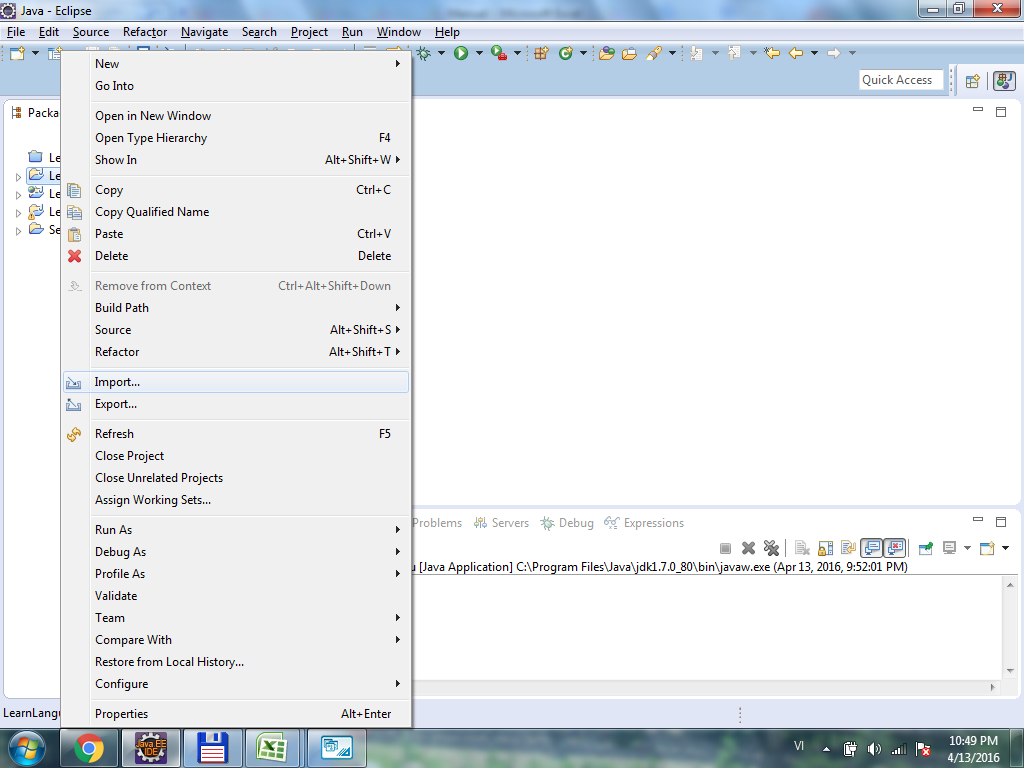 Java - Eclipse
File Edit Source Refactor Navigate Search Project Run Window Help
Quick Access
Packa
New
Go Into
Open in New Window
Open Type Hierarchy F4
Show In Alt+Shift+W
Le
Le
Le
Le
Se
Copy Ctrl+C
Copy Qualified Name
Paste Ctrl+V
Delete Delete
Remove from Context Ctrl+Alt+Shift+Down
Build Path
Source Alt+Shift+S
Refactor Alt+Shift+T
Import...
Export...
Refresh F5
Close Project
Close Unrelated Projects
Assign Working Sets...
Run As
Debug As
Profile As
Validate
Team
Compare With
Restore from Local History...
Configure
Properties Alt+Enter
Problems Servers Debug Expressions
u [Java Application] C:\Program Files\Java\jdk1.7.0_80\bin\javaw.exe (Apr 13, 2016, 9:52:01 PM)
LearnLangu
Java EE
IDE
VI
10:49 PM
4/13/2016